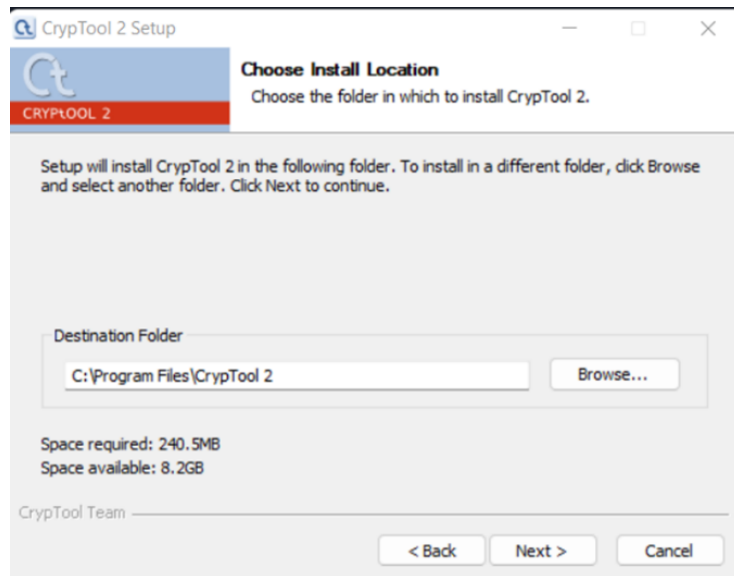 CrypTool 2 Setup
Ct
CRYPtOOL 2
Choose Install Location
Choose the folder in which to install CrypTool 2.
Setup will install CrypTool 2 in the following folder. To install in a different folder, click Browse
and select another folder. Click Next to continue.
Destination Folder
C:\Program Files\CrypTool 2
Browse...
Space required: 240.5MB
Space available: 8.2GB
CrypTool Team
< Back
Next >
Cancel